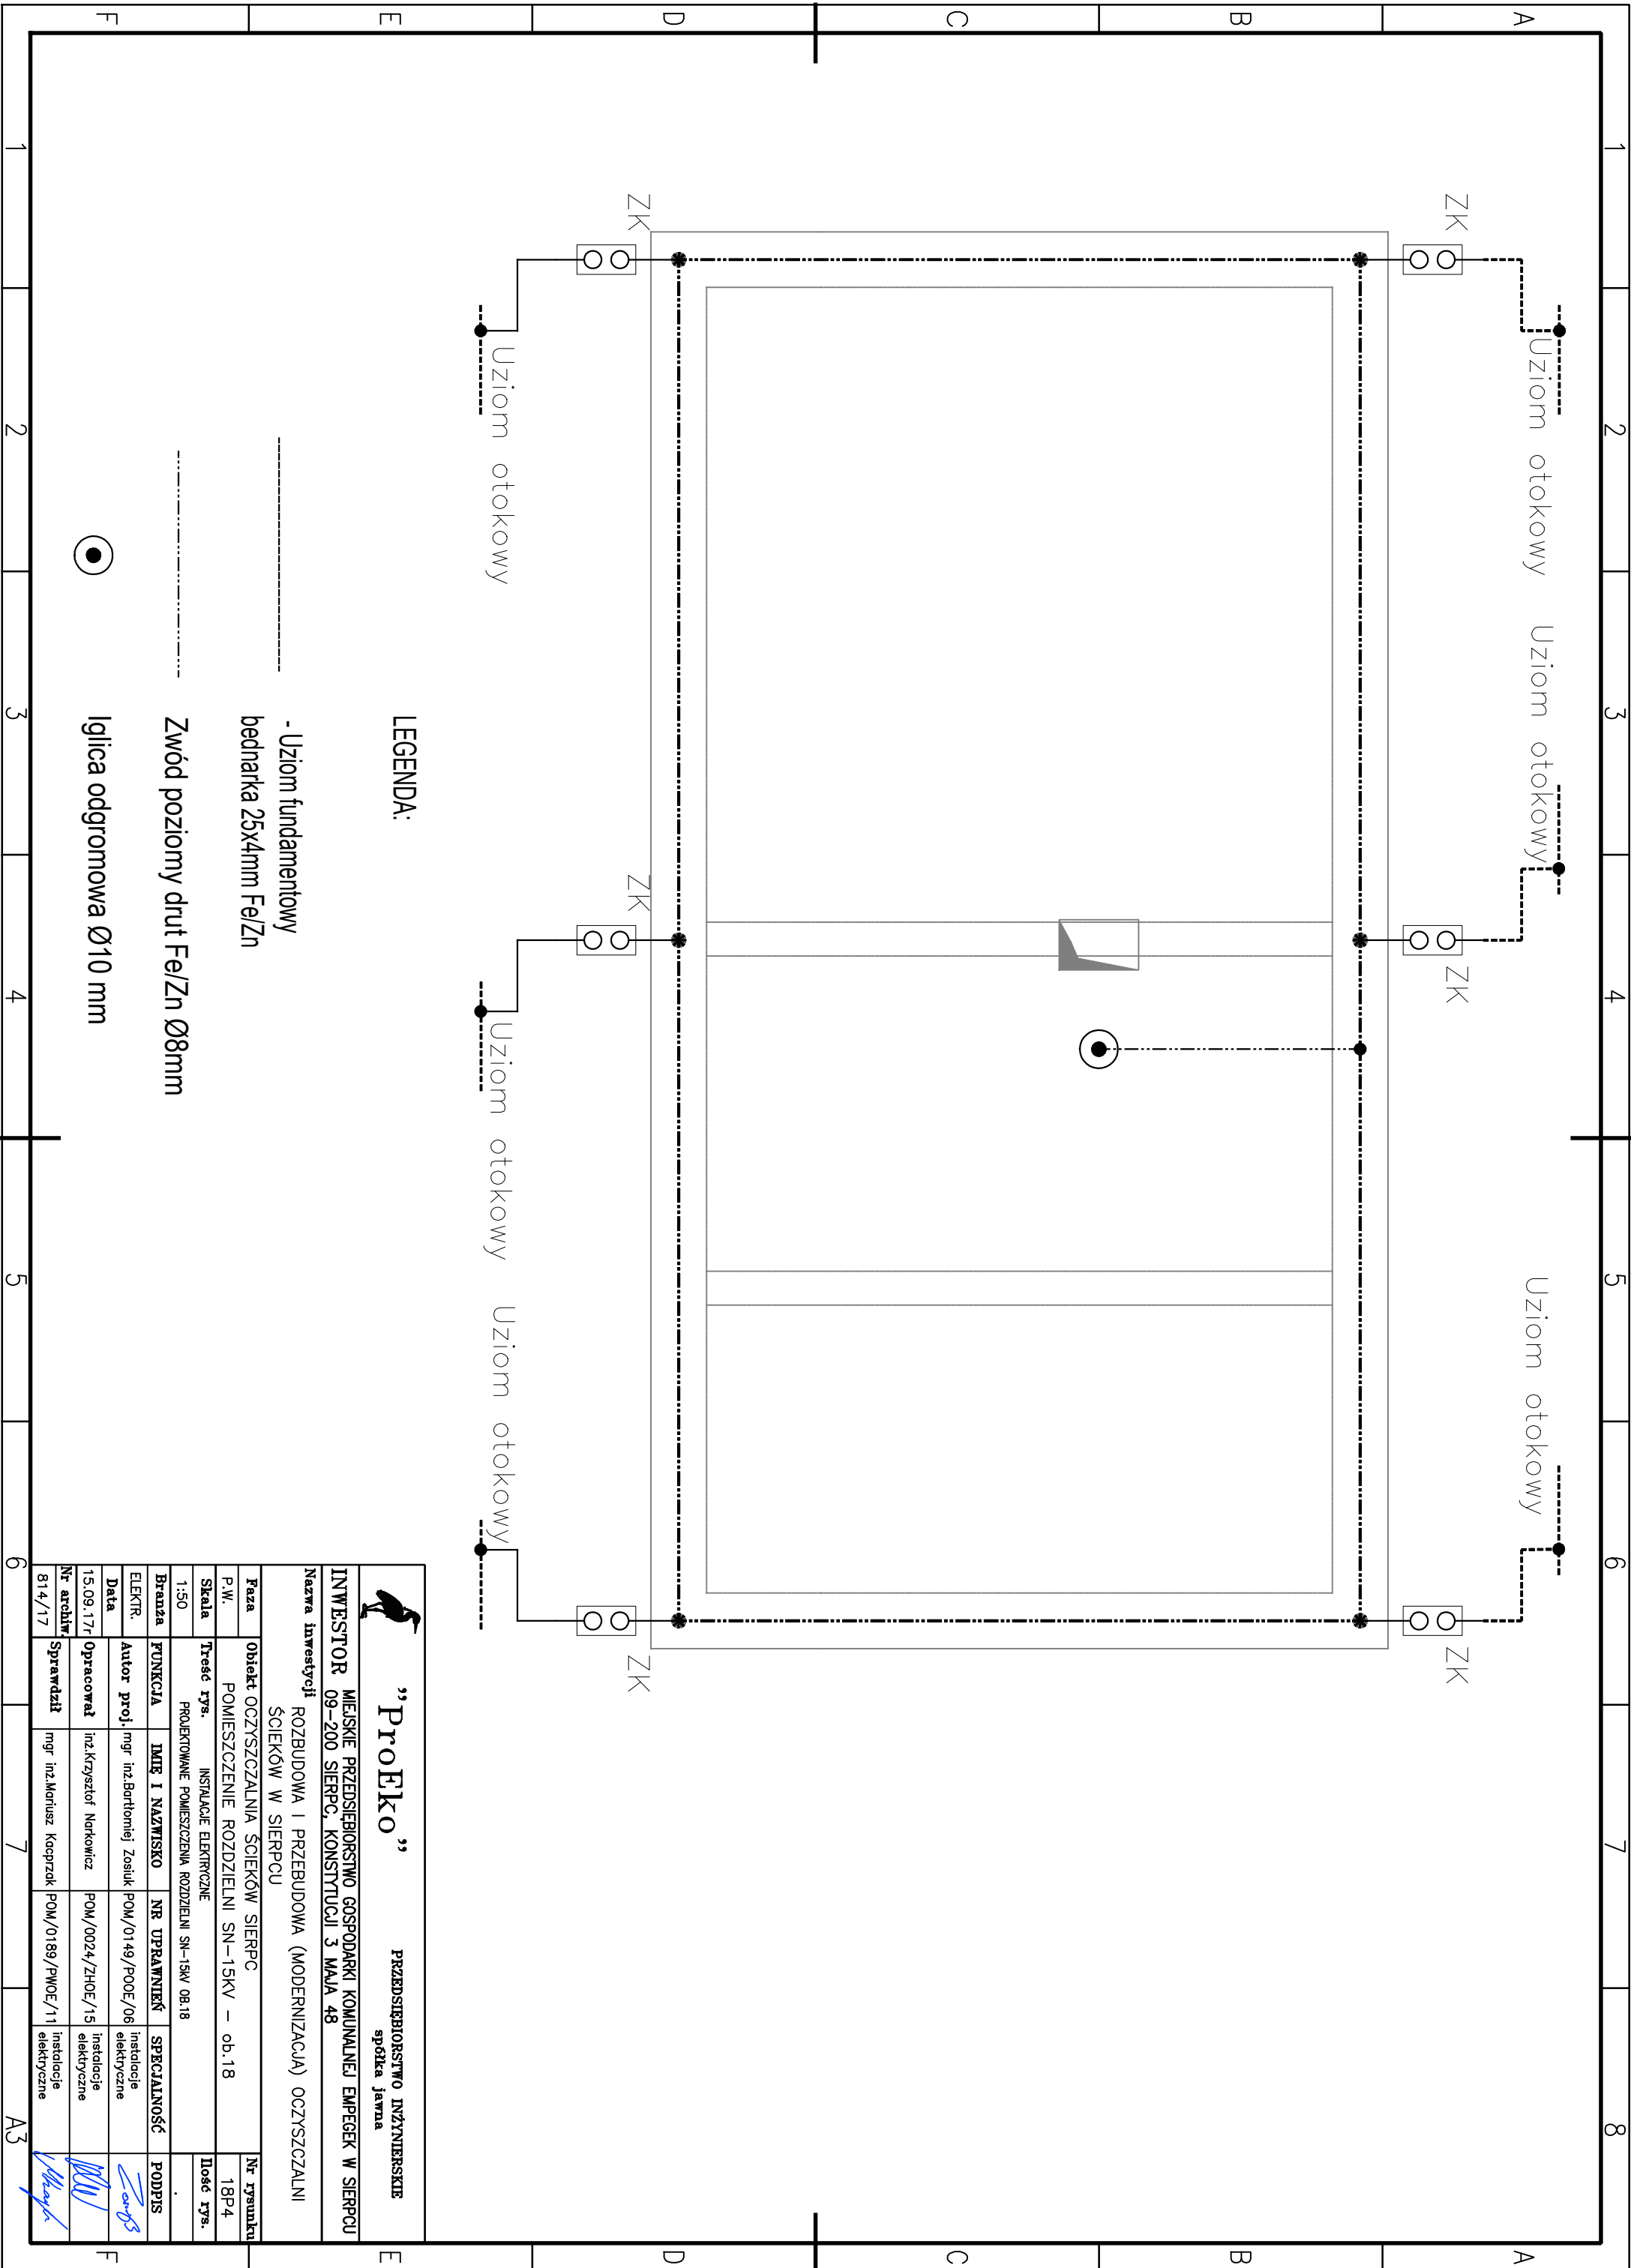 1
2
3
4
5
6
7
8
A
B
C
D
E
F
Uziom otokowy
Uziom otokowy
Uziom otokowy
ZK
ZK
ZK
ZK
ZK
ZK
Uziom otokowy
Uziom otokowy
Uziom otokowy
LEGENDA:
- Uziom fundamentowy
bednarka 25x4mm Fe/Zn
Zwód poziomy drut Fe/Zn Ø8mm
Iglica odgromowa Ø10 mm
"ProEko"
PRZEDSIĘBIORSTWO INŻYNIERSKIE
spółka jawna
INWESTOR MIEJSKIE PRZEDSIĘBIORSTWO GOSPODARKI KOMUNALNEJ EMPEGEK W SIERPCU
09-200 SIERPC, KONSTYTUCJI 3 MAJA 48
Nazwa inwestycji ROZBUDOWA I PRZEBUDOWA (MODERNIZACJA) OCZYSZCZALNI
ŚCIEKÓW W SIERPCU
Faza Obiekt OCZYSZCZALNIA ŚCIEKÓW SIERPC Nr rysunku
P.W. POMIESZCZENIE ROZDZIELNI SN-15KV - ob.18 18P4
Skala Treść rys. INSTALACJE ELEKTRYCZNE Ilość rys.
1:50 PROJEKTOWANE POMIESZCZENIA ROZDZIELNI SN-15kV OB.18 .
Branża FUNKCJA IMIĘ I NAZWISKO NR UPRAWNIEŃ SPECJALNOŚĆ PODPIS
ELEKTR. Autor proj. mgr inż.Bartłomiej Zosiuk POM/0149/POOE/06 instalacje
elektryczne
Data
15.09.17r Opracował inż.Krzysztof Narkowicz POM/0024/ZHOE/15 instalacje
elektryczne
Nr archiw.
814/17 Sprawdził mgr inż.Mariusz Kacprzak POM/0189/PWOE/11 instalacje
elektryczne
A
B
C
D
E
F
1
2
3
4
5
6
7
A3